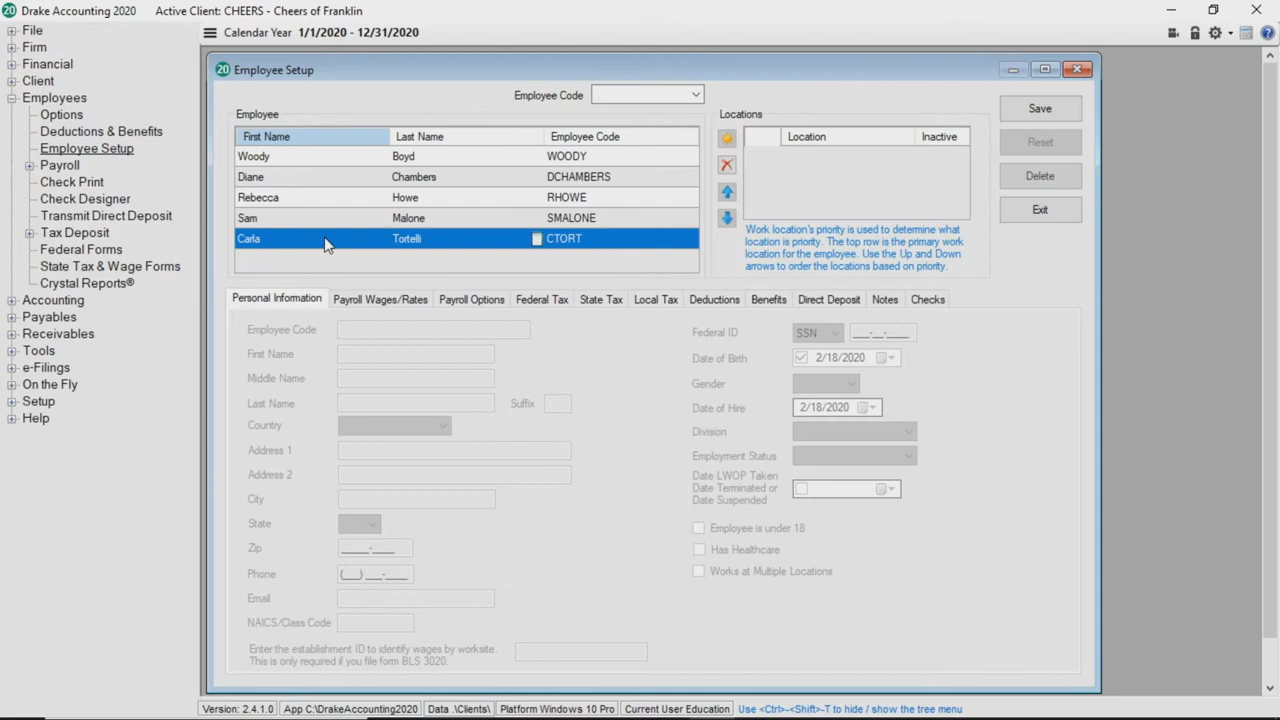 20 Drake Accounting 2020 Active Client: CHEERS - Cheers of Franklin
Calendar Year 1/1/2020 - 12/31/2020
File
Firm
Financial
Client
Employees
Options
Deductions & Benefits
Employee Setup
Payroll
Check Print
Check Designer
Transmit Direct Deposit
Tax Deposit
Federal Forms
State Tax & Wage Forms
Crystal Reports®
Accounting
Payables
Receivables
Tools
e-Filings
On the Fly
Setup
Help
20 Employee Setup
Employee Code
Employee
First Name Last Name Employee Code
Woody Boyd WOODY
Diane Chambers DCHAMBERS
Rebecca Howe RHOWE
Sam Malone SMALONE
Carla Tortelli CTORT
Locations
Location Inactive
Work location's priority is used to determine what
location is priority. The top row is the primary work
location for the employee. Use the Up and Down
arrows to order the locations based on priority.
Save
Reset
Delete
Exit
Personal Information Payroll Wages/Rates Payroll Options Federal Tax State Tax Local Tax Deductions Benefits Direct Deposit Notes Checks
Employee Code
First Name
Middle Name
Last Name Suffix
Country
Address 1
Address 2
City
State
Zip _____-____
Phone (___) ___-____
Email
NAICS/Class Code
Enter the establishment ID to identify wages by worksite.
This is only required if you file form BLS 3020.
Federal ID SSN ___-__-____
Date of Birth 2/18/2020
Gender
Date of Hire 2/18/2020
Division
Employment Status
Date LWOP Taken
Date Terminated or
Date Suspended
Employee is under 18
Has Healthcare
Works at Multiple Locations
Version: 2.4.1.0 App C:\DrakeAccounting2020 Data .\Clients\ Platform Windows 10 Pro Current User Education Use <Ctrl>-<Shift>-T to hide / show the tree menu